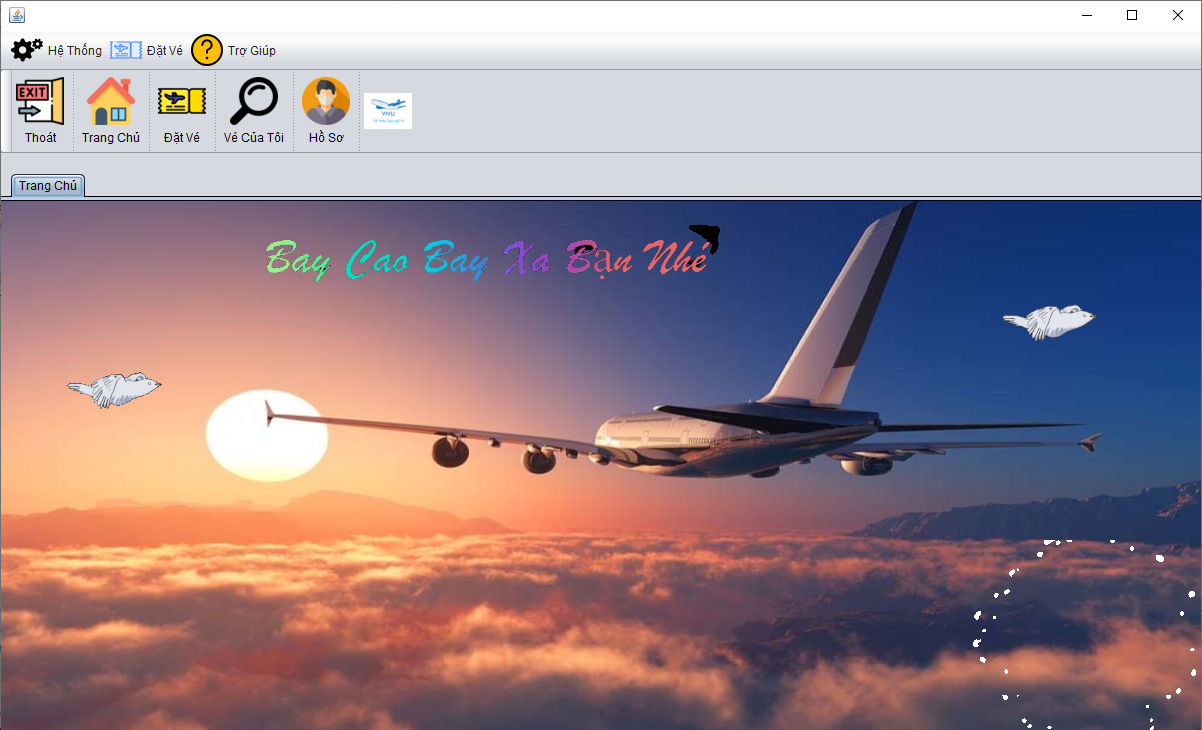 Hệ Thống Đặt Vé Trợ Giúp
EXIT
Thoát Trang Chủ Đặt Vé Vé Của Tôi Hồ Sơ
VIVU
Trang Chủ
Bay Cao Bay Xa Bạn Nhé